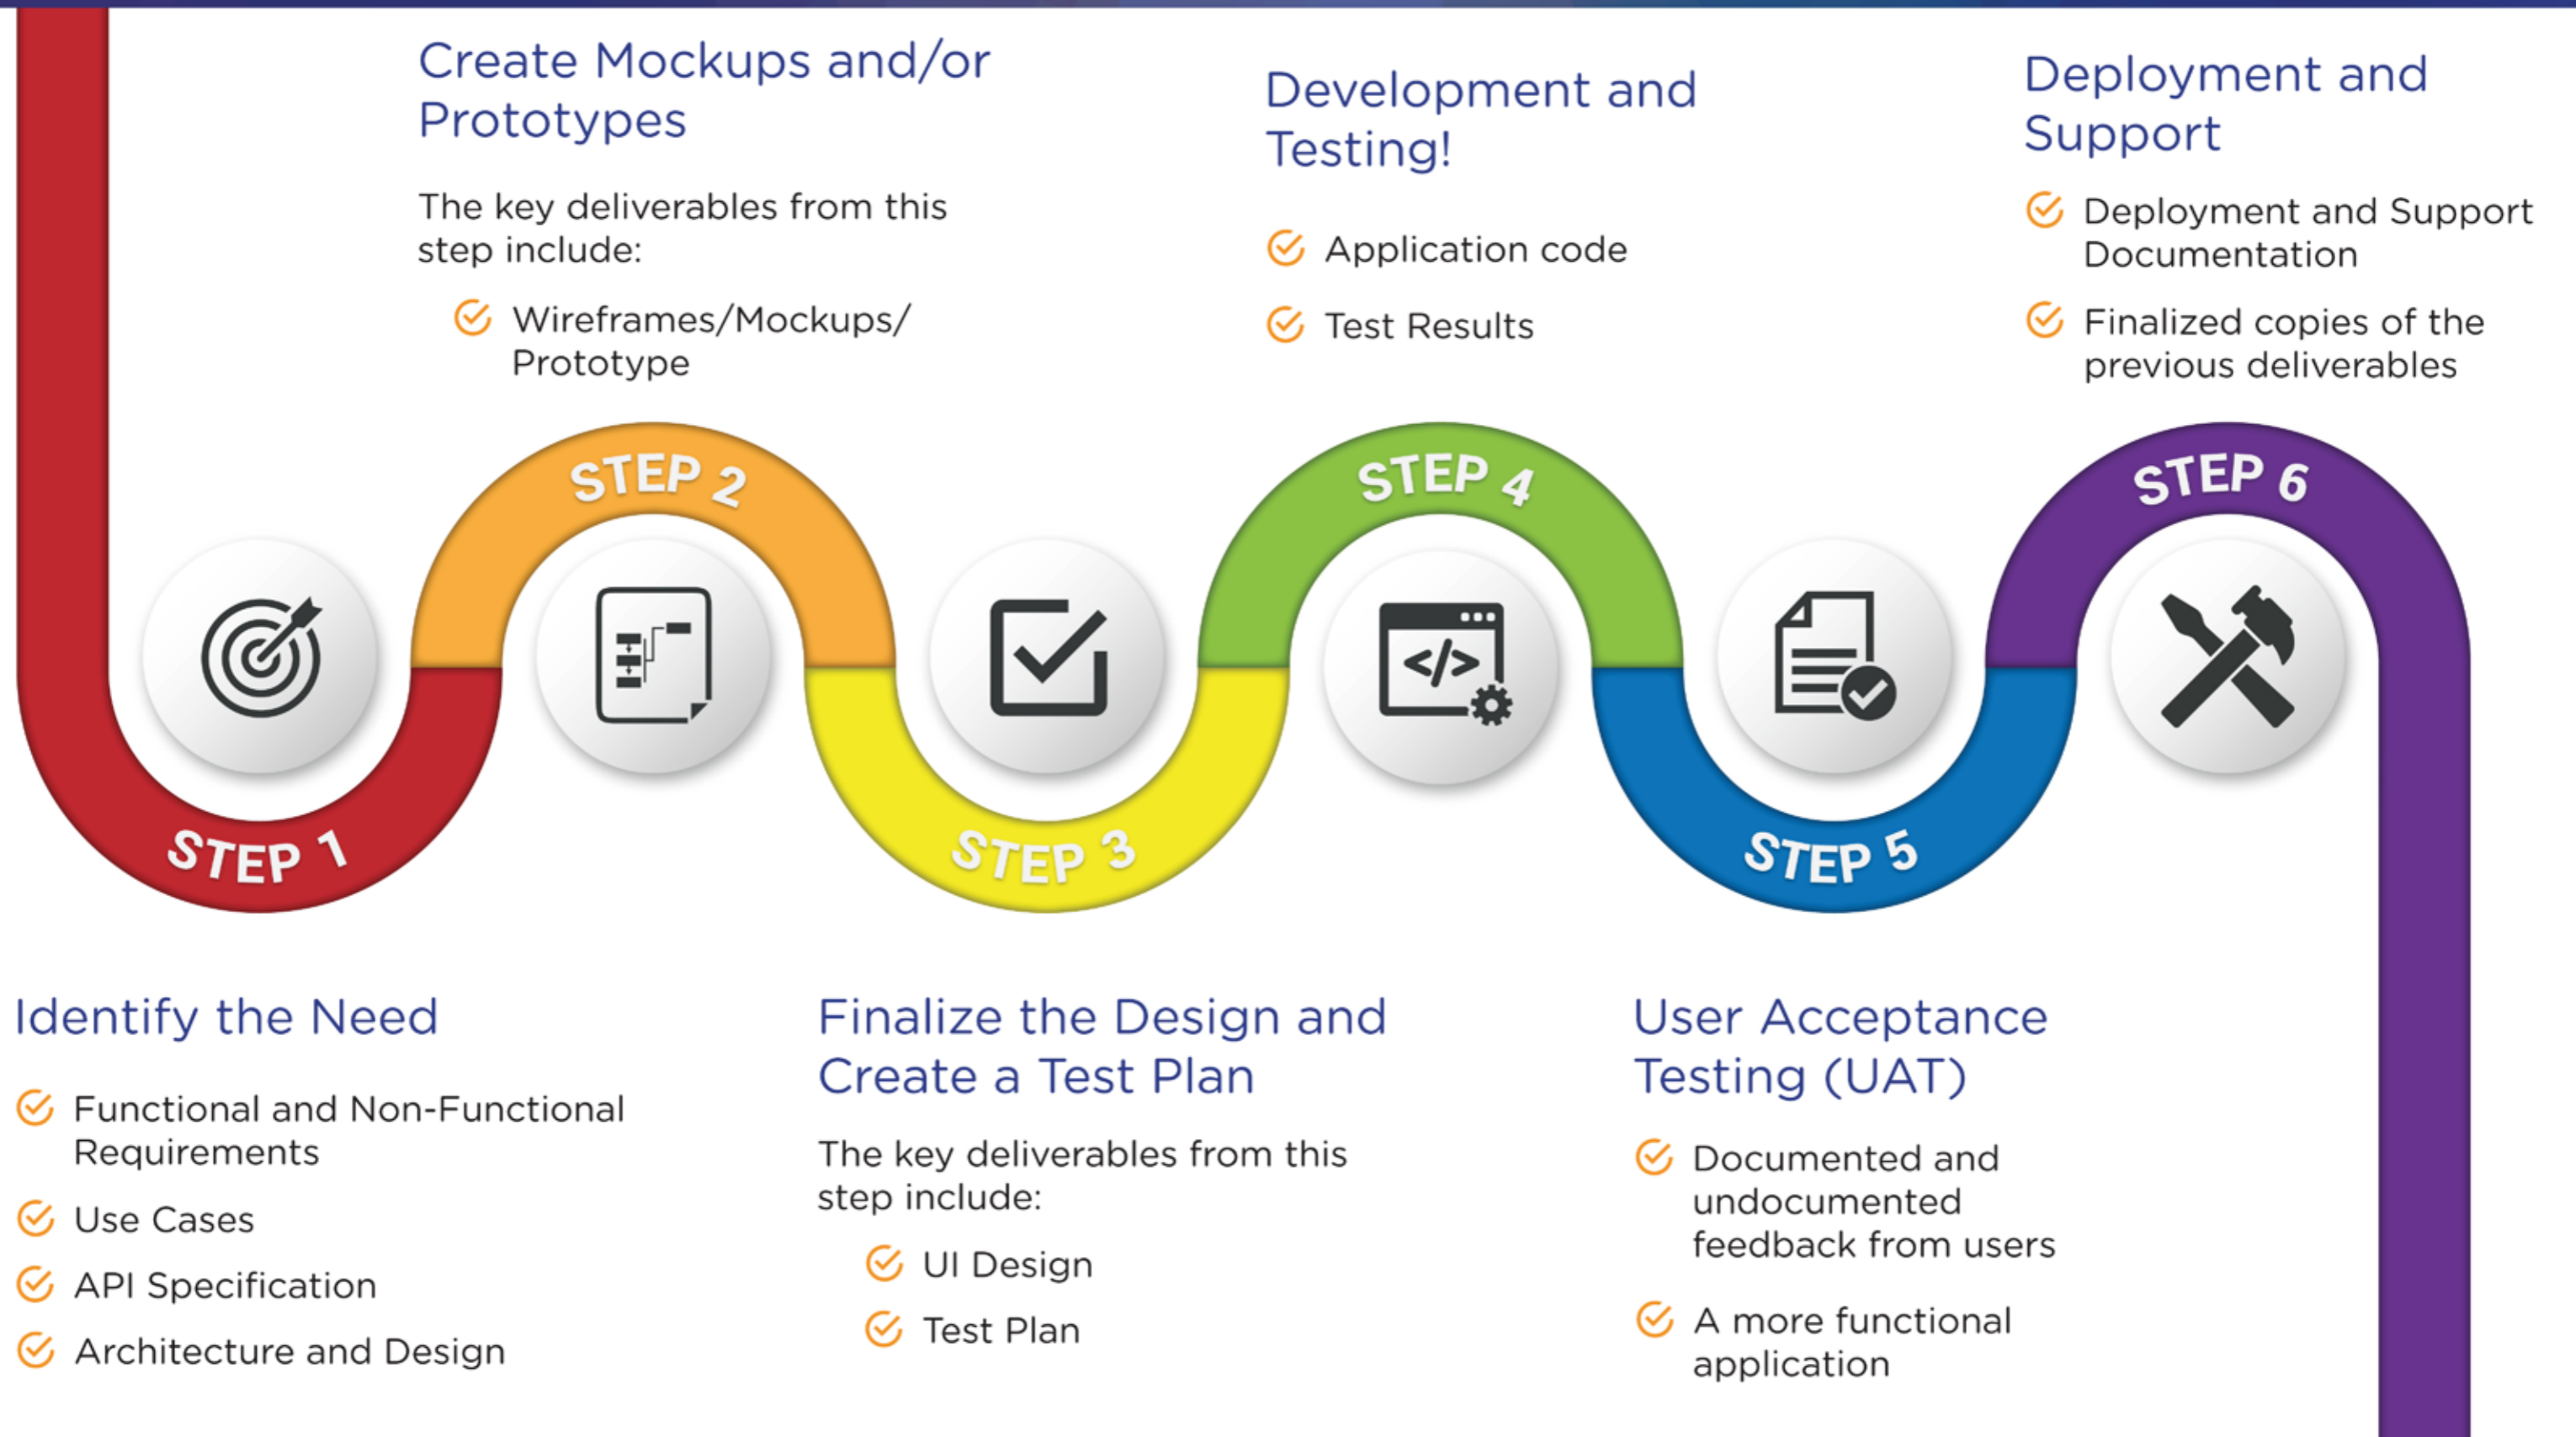 Create Mockups and/or
Prototypes
The key deliverables from this
step include:
Wireframes/Mockups/
Prototype
Development and
Testing!
Application code
Test Results
Deployment and
Support
Deployment and Support
Documentation
Finalized copies of the
previous deliverables
STEP 1
STEP 2
STEP 3
STEP 4
</>
STEP 5
STEP 6
Identify the Need
Functional and Non-Functional
Requirements
Use Cases
API Specification
Architecture and Design
Finalize the Design and
Create a Test Plan
The key deliverables from this
step include:
UI Design
Test Plan
User Acceptance
Testing (UAT)
Documented and
undocumented
feedback from users
A more functional
application